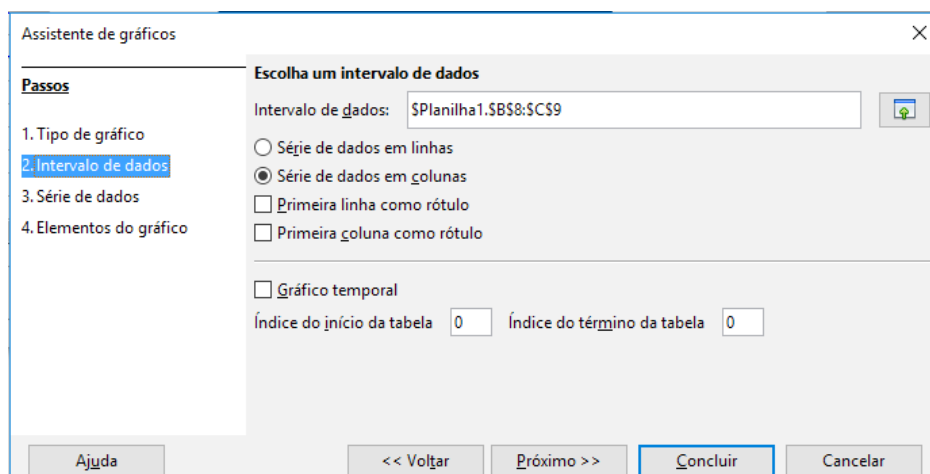 Assistente de gráficos
Passos
1. Tipo de gráfico
2. Intervalo de dados
3. Série de dados
4. Elementos do gráfico
Escolha um intervalo de dados
Intervalo de dados: $Planilha1.$B$8:$C$9
Série de dados em linhas
Série de dados em colunas
Primeira linha como rótulo
Primeira coluna como rótulo
Gráfico temporal
Índice do início da tabela 0 Índice do término da tabela 0
Ajuda << Voltar Próximo >> Concluir Cancelar